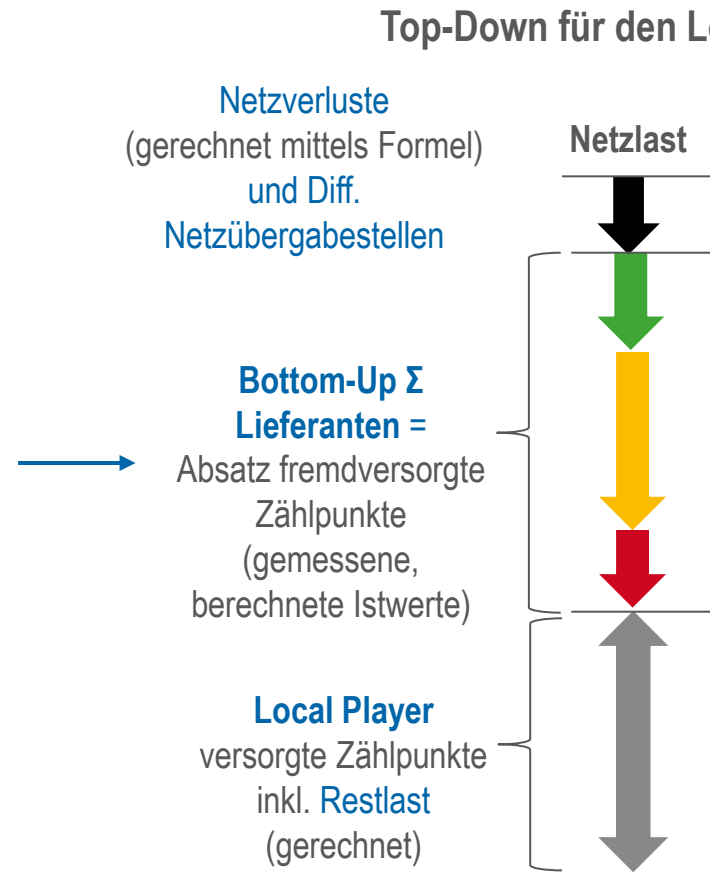 Top-Down für den
Netzverluste
(gerechnet mittels Formel)
und Diff.
Netzübergabestellen
Netzlast
Bottom-Up Σ
Lieferanten =
Absatz fremdversorgte
Zählpunkte
(gemessene,
berechnete Istwerte)
Local Player
versorgte Zählpunkte
inkl. Restlast
(gerechnet)